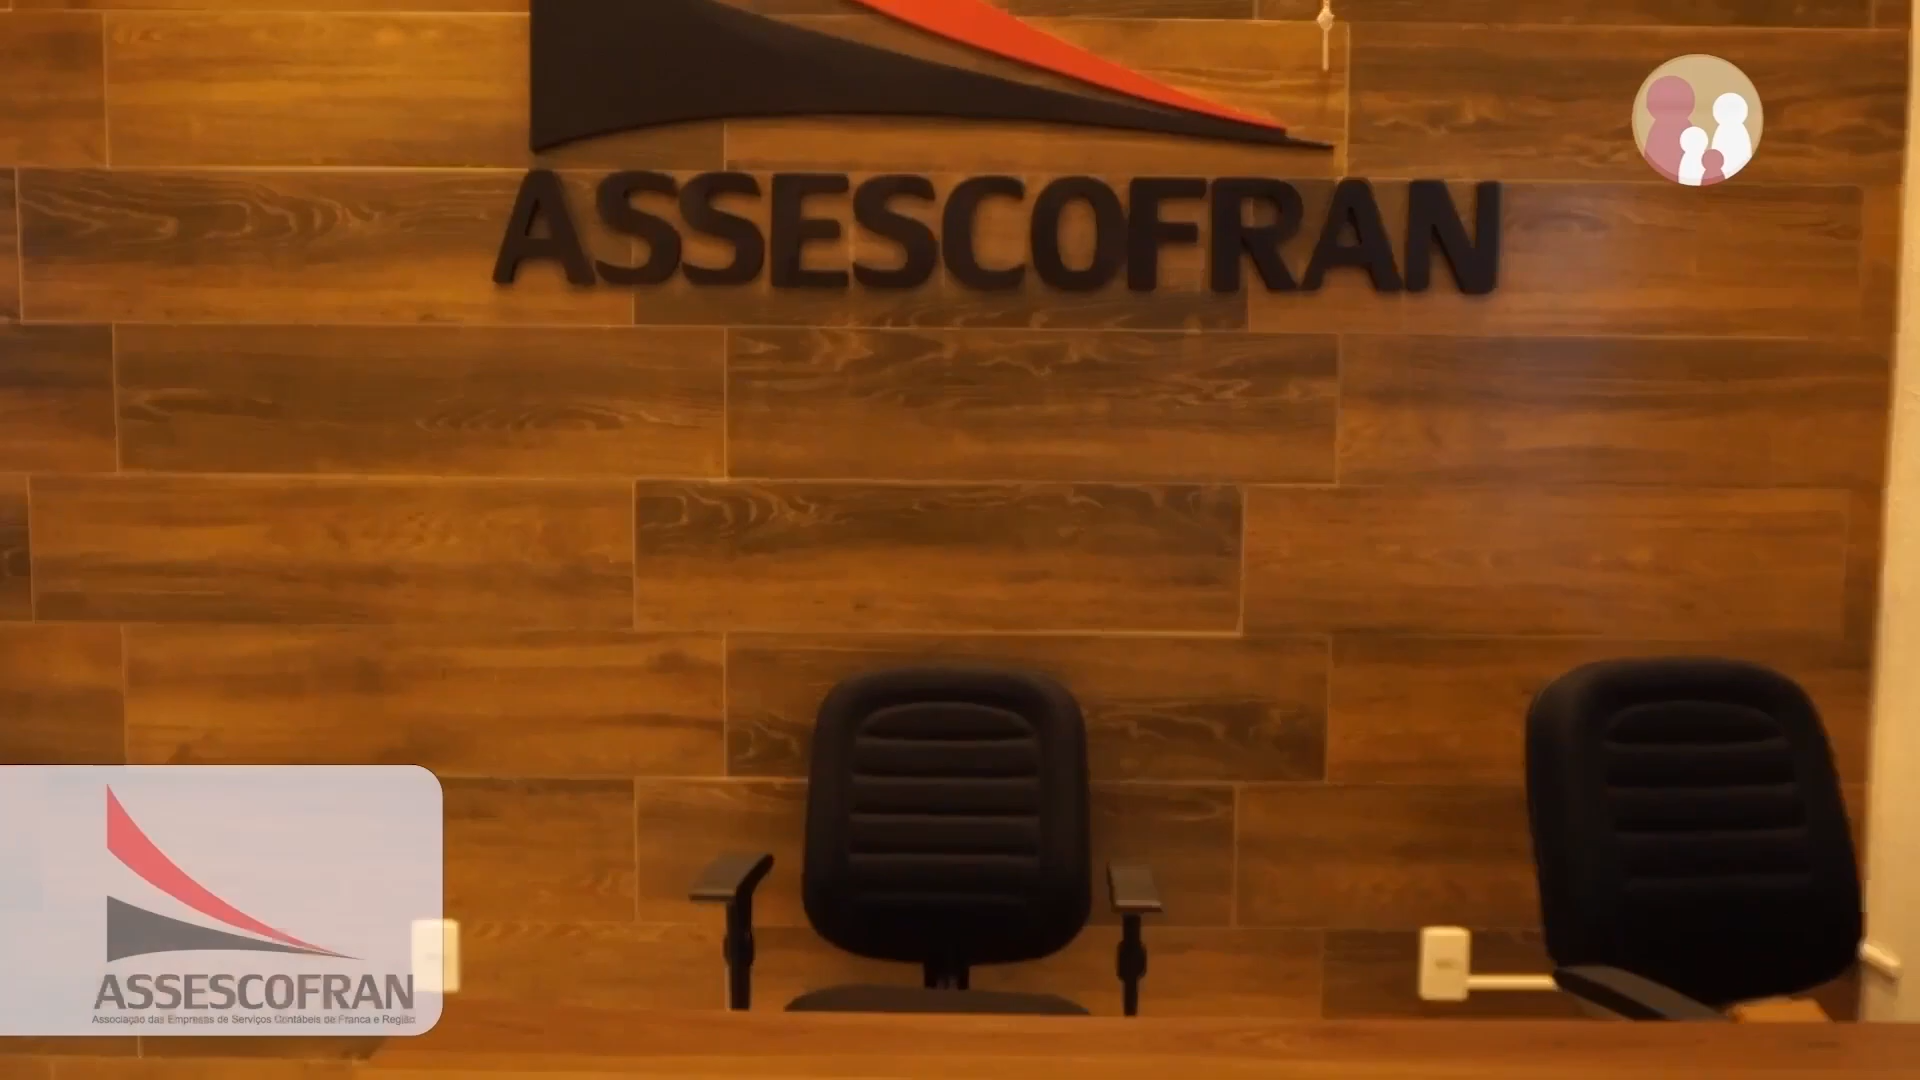 ASSESCOFRAN
ASSESCOFRAN
Associação das Empresas de Serviços Contábeis de Franca e Região